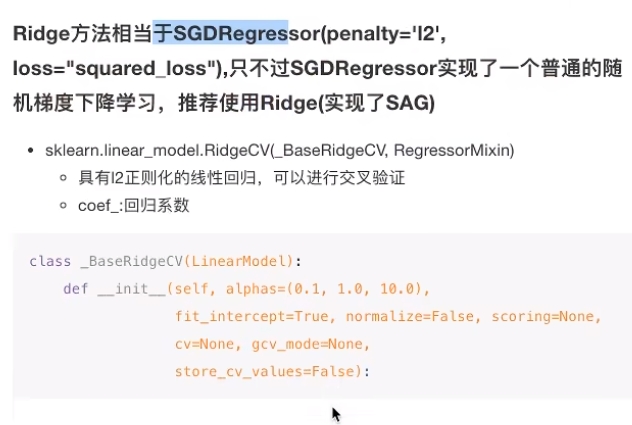 Ridge方法相当于SGDRegressor(penalty='l2',
loss="squared_loss"),只不过SGDRegressor实现了一个普通的随
机梯度下降学习，推荐使用Ridge(实现了SAG)
• sklearn.linear_model.RidgeCV(_BaseRidgeCV, RegressorMixin)
○ 具有l2正则化的线性回归，可以进行交叉验证
○ coef_:回归系数
class _BaseRidgeCV(LinearModel):
    def __init__(self, alphas=(0.1, 1.0, 10.0),
                 fit_intercept=True, normalize=False, scoring=None,
                 cv=None, gcv_mode=None,
                 store_cv_values=False):